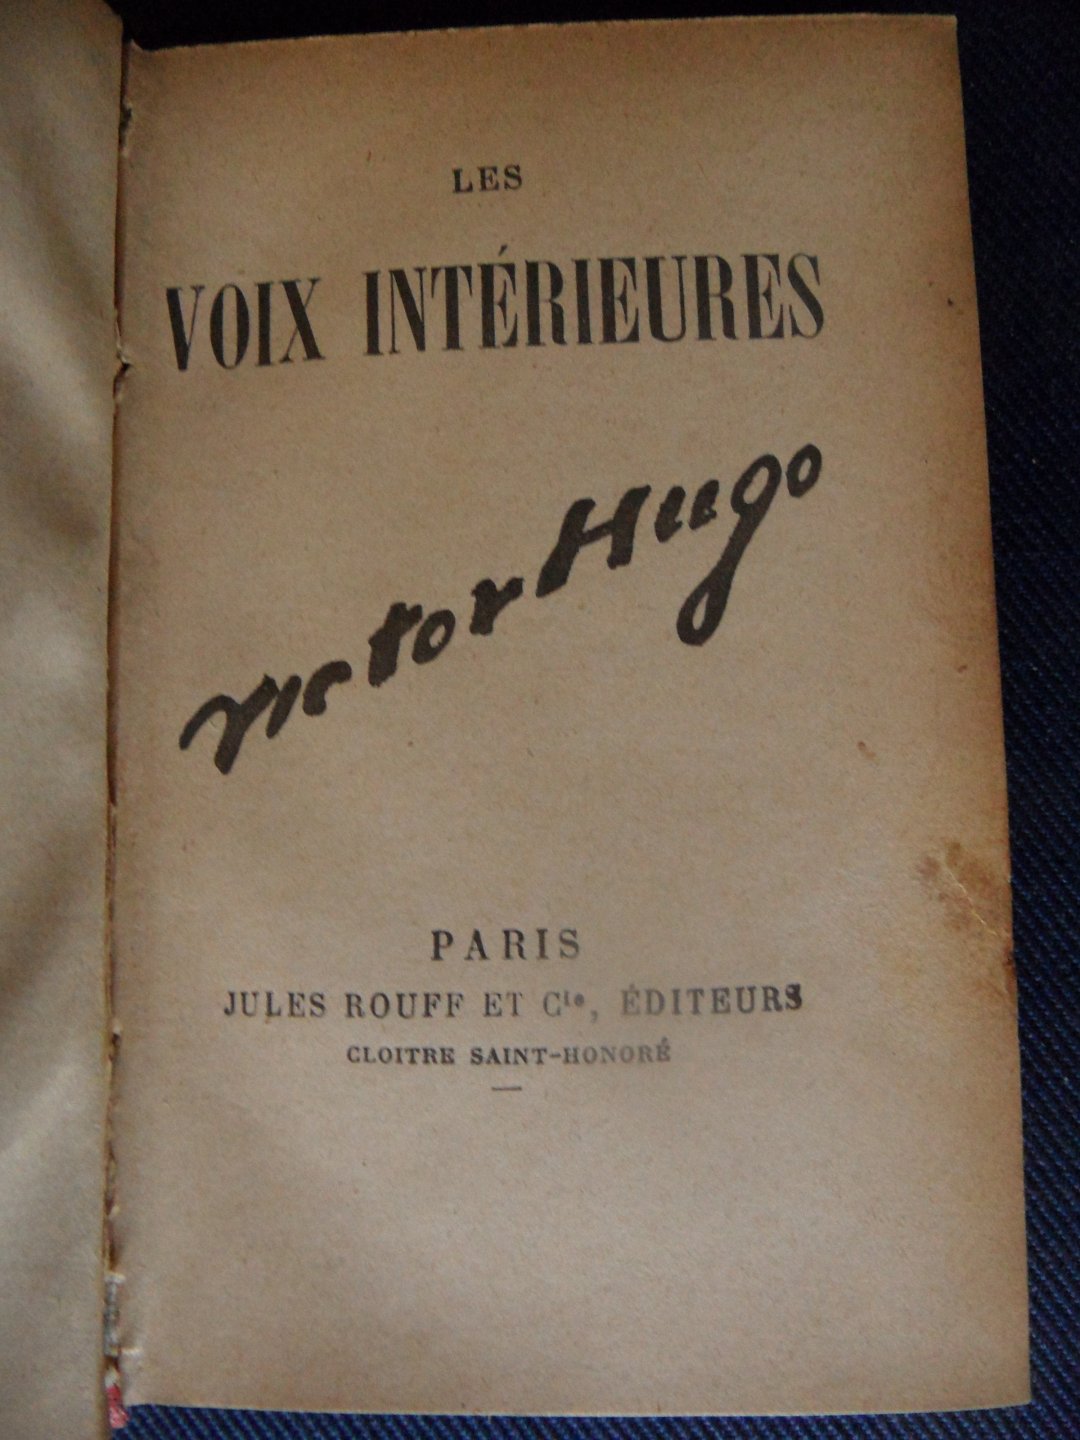 LES
VOIX INTÉRIEURES
Victor Hugo
PARIS
JULES ROUFF ET Cie, ÉDITEURS
CLOITRE SAINT-HONORÉ